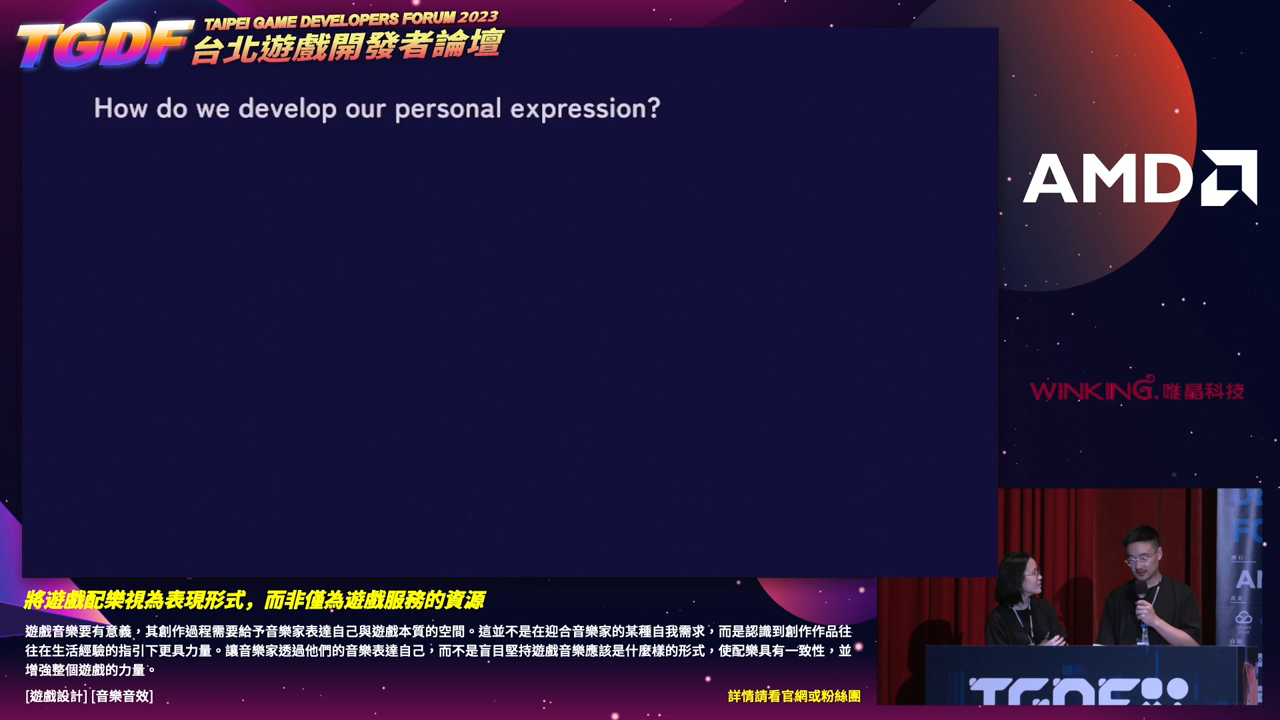 TGDF
TAIPEI GAME DEVELOPERS FORUM 2023
台北遊戲開發者論壇
How do we develop our personal expression?
AMD
WINKING. 唯晶科技
將遊戲配樂視為表現形式，而非僅為遊戲服務的資源
遊戲音樂要有意義，其創作過程需要給予音樂家表達自己與遊戲本質的空間。這並不是在迎合音樂家的某種自我需求，而是認識到創作作品往
往在生活經驗的指引下更具力量。讓音樂家透過他們的音樂表達自己，而不是盲目堅持遊戲音樂應該是什麼樣的形式，使配樂具有一致性，並
增強整個遊戲的力量。
[遊戲設計] [音樂音效]
詳情請看官網或粉絲團
TGDF